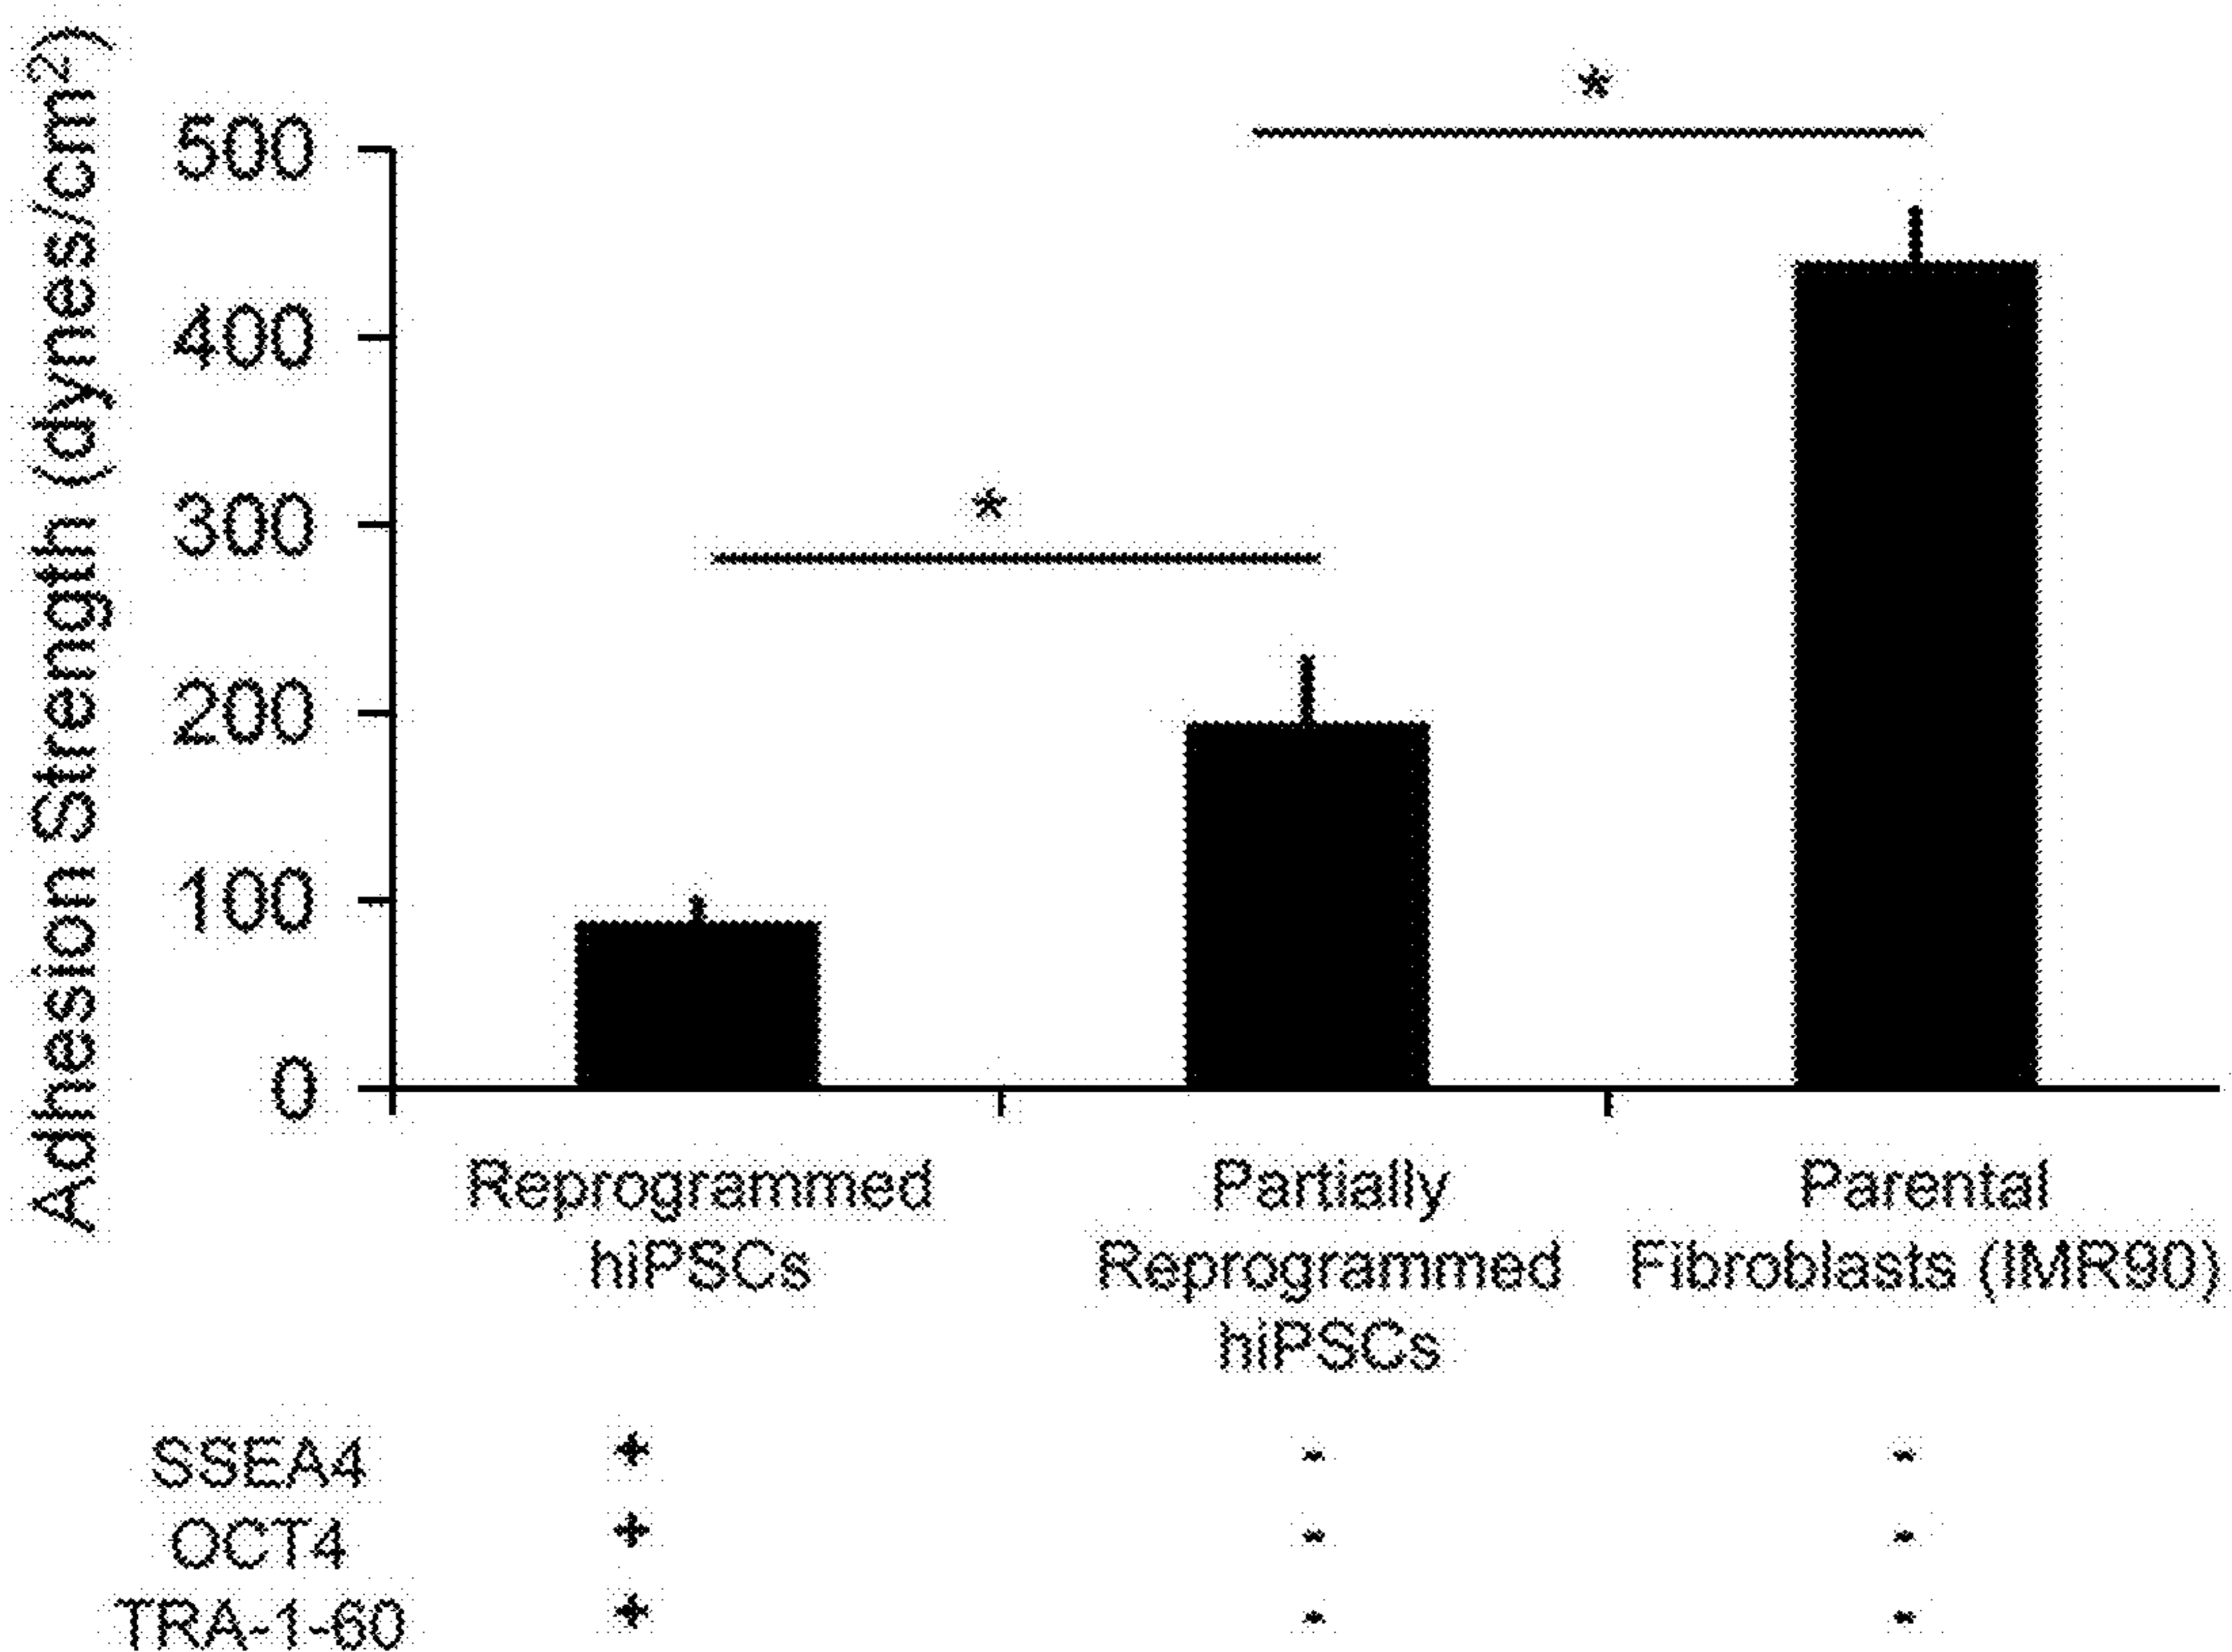 Adhesion Strength (dynes/cm²)
500
400
300
200
100
0
*
*
Reprogrammed
hiPSCs
Partially
Reprogrammed
hiPSCs
Parental
Fibroblasts (IMR90)
SSEA4 + - -
OCT4 + - -
TRA-1-60 + - -